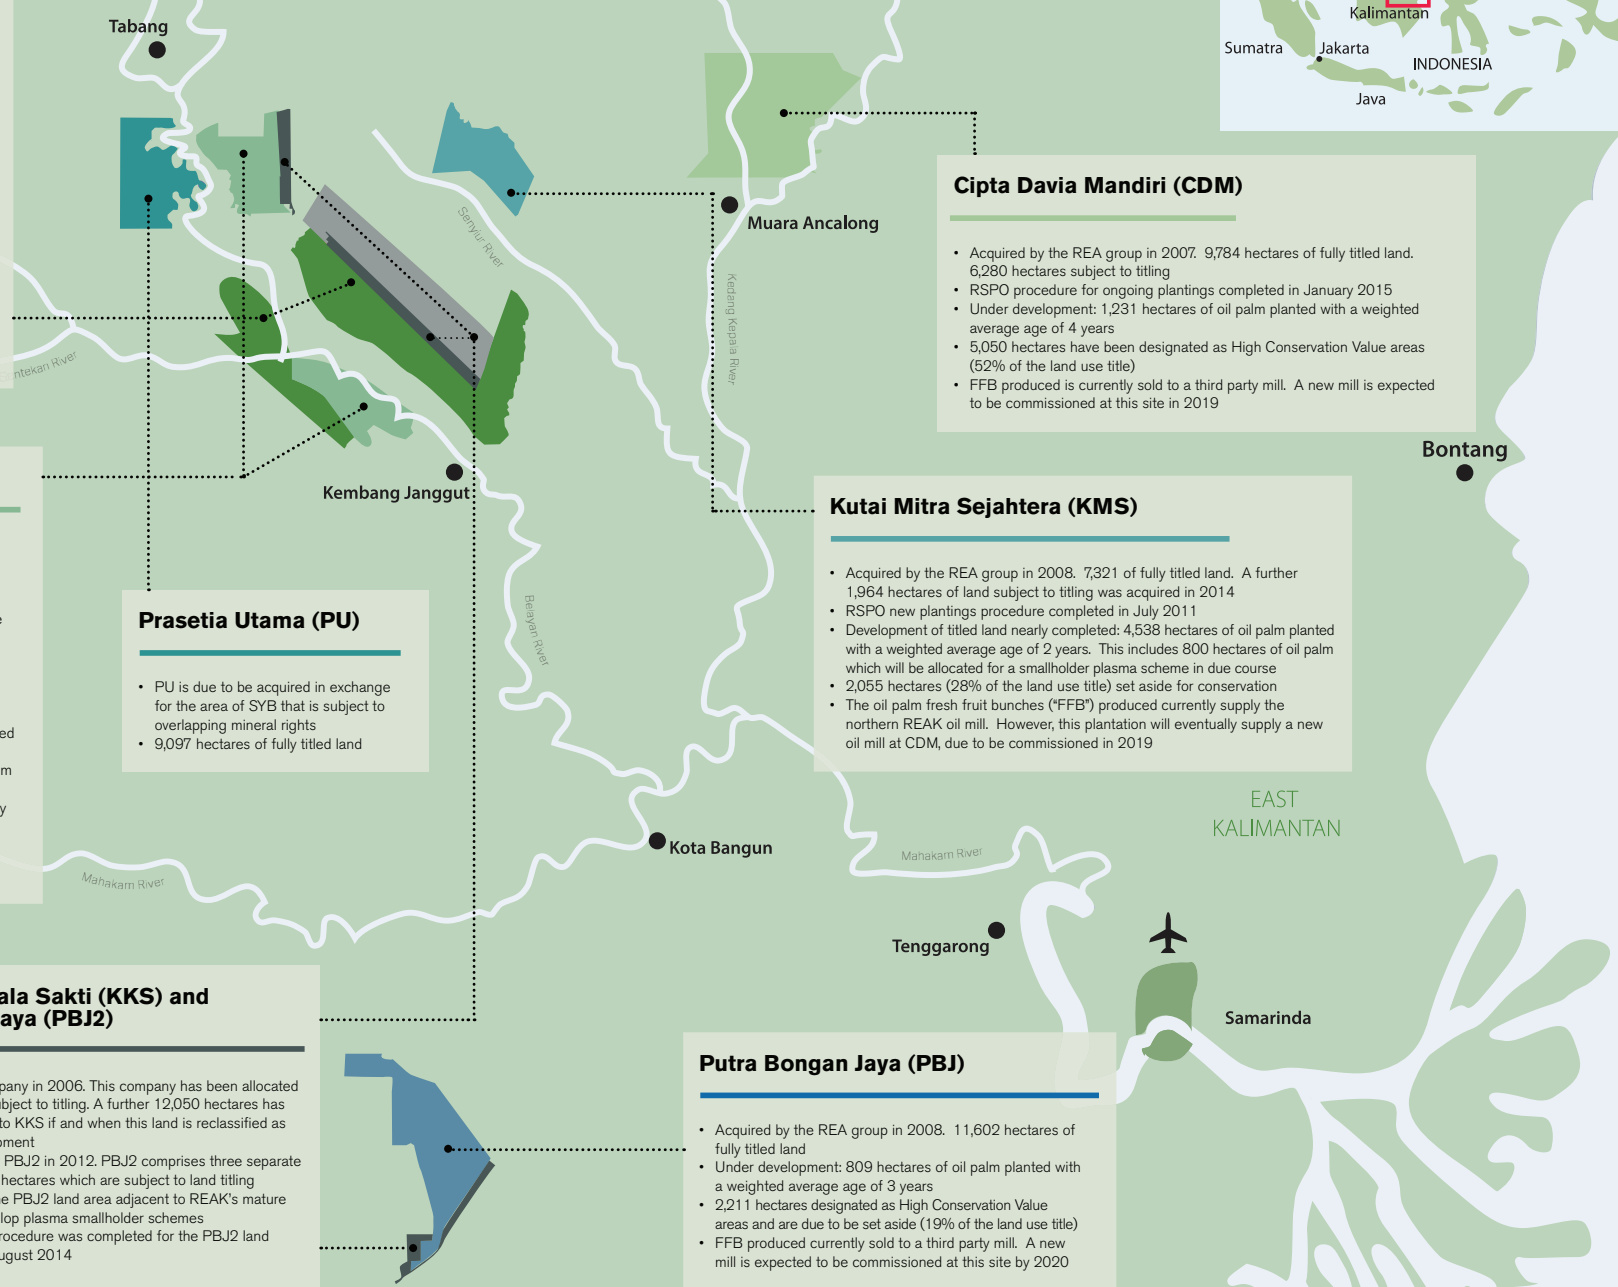 Tabang
Kalimantan
Sumatra
Jakarta
INDONESIA
Java
Cipta Davia Mandiri (CDM)
• Acquired by the REA group in 2007. 9,784 hectares of fully titled land.
6,280 hectares subject to titling
• RSPO procedure for ongoing plantings completed in January 2015
• Under development: 1,231 hectares of oil palm planted with a weighted
average age of 4 years
• 5,050 hectares have been designated as High Conservation Value areas
(52% of the land use title)
• FFB produced is currently sold to a third party mill. A new mill is expected
to be commissioned at this site in 2019
Muara Ancalong
Senyiur River
Kedang Kepala River
ntekan River
Kembang Janggut
Bontang
Kutai Mitra Sejahtera (KMS)
• Acquired by the REA group in 2008. 7,321 of fully titled land. A further
1,964 hectares of land subject to titling was acquired in 2014
• RSPO new plantings procedure completed in July 2011
• Development of titled land nearly completed: 4,538 hectares of oil palm planted
with a weighted average age of 2 years. This includes 800 hectares of oil palm
which will be allocated for a smallholder plasma scheme in due course
• 2,055 hectares (28% of the land use title) set aside for conservation
• The oil palm fresh fruit bunches (“FFB”) produced currently supply the
northern REAK oil mill. However, this plantation will eventually supply a new
oil mill at CDM, due to be commissioned in 2019
Belayan River
Prasetia Utama (PU)
• PU is due to be acquired in exchange
for the area of SYB that is subject to
overlapping mineral rights
• 9,097 hectares of fully titled land
e
ed
m
y
EAST
KALIMANTAN
Kota Bangun
Mahakam River
Mahakam River
Tenggarong
Samarinda
ala Sakti (KKS) and
aya (PBJ2)
pany in 2006. This company has been allocated
ubject to titling. A further 12,050 hectares has
to KKS if and when this land is reclassified as
pment
PBJ2 in 2012. PBJ2 comprises three separate
hectares which are subject to land titling
he PBJ2 land area adjacent to REAK's mature
lop plasma smallholder schemes
rocedure was completed for the PBJ2 land
ugust 2014
Putra Bongan Jaya (PBJ)
• Acquired by the REA group in 2008. 11,602 hectares of
fully titled land
• Under development: 809 hectares of oil palm planted with
a weighted average age of 3 years
• 2,211 hectares designated as High Conservation Value
areas and are due to be set aside (19% of the land use title)
• FFB produced currently sold to a third party mill. A new
mill is expected to be commissioned at this site by 2020